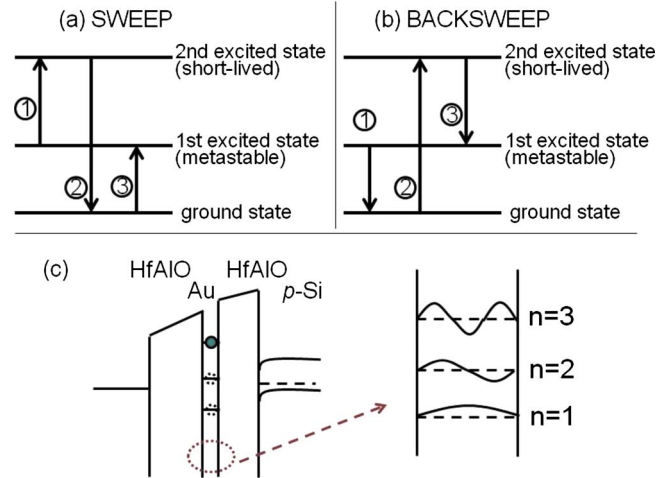 (a) SWEEP
2nd excited state
(short-lived)
①
1st excited state
(metastable)
②
③
ground state
(b) BACKSWEEP
2nd excited state
(short-lived)
③
①
1st excited state
(metastable)
②
ground state
(c)
HfAlO HfAlO
Au p-Si
n=3
n=2
n=1